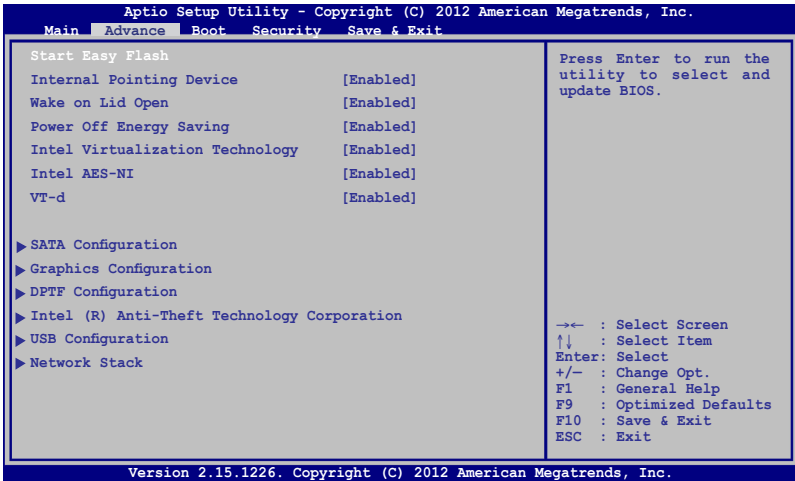 Aptio Setup Utility - Copyright (C) 2012 American Megatrends, Inc.
Main Advance Boot Security Save & Exit
Start Easy Flash
Internal Pointing Device [Enabled]
Wake on Lid Open [Enabled]
Power Off Energy Saving [Enabled]
Intel Virtualization Technology [Enabled]
Intel AES-NI [Enabled]
VT-d [Enabled]
▶ SATA Configuration
▶ Graphics Configuration
▶ DPTF Configuration
▶ Intel (R) Anti-Theft Technology Corporation
▶ USB Configuration
▶ Network Stack
Press Enter to run the
utility to select and
update BIOS.
→← : Select Screen
↑↓ : Select Item
Enter: Select
+/— : Change Opt.
F1 : General Help
F9 : Optimized Defaults
F10 : Save & Exit
ESC : Exit
Version 2.15.1226. Copyright (C) 2012 American Megatrends, Inc.